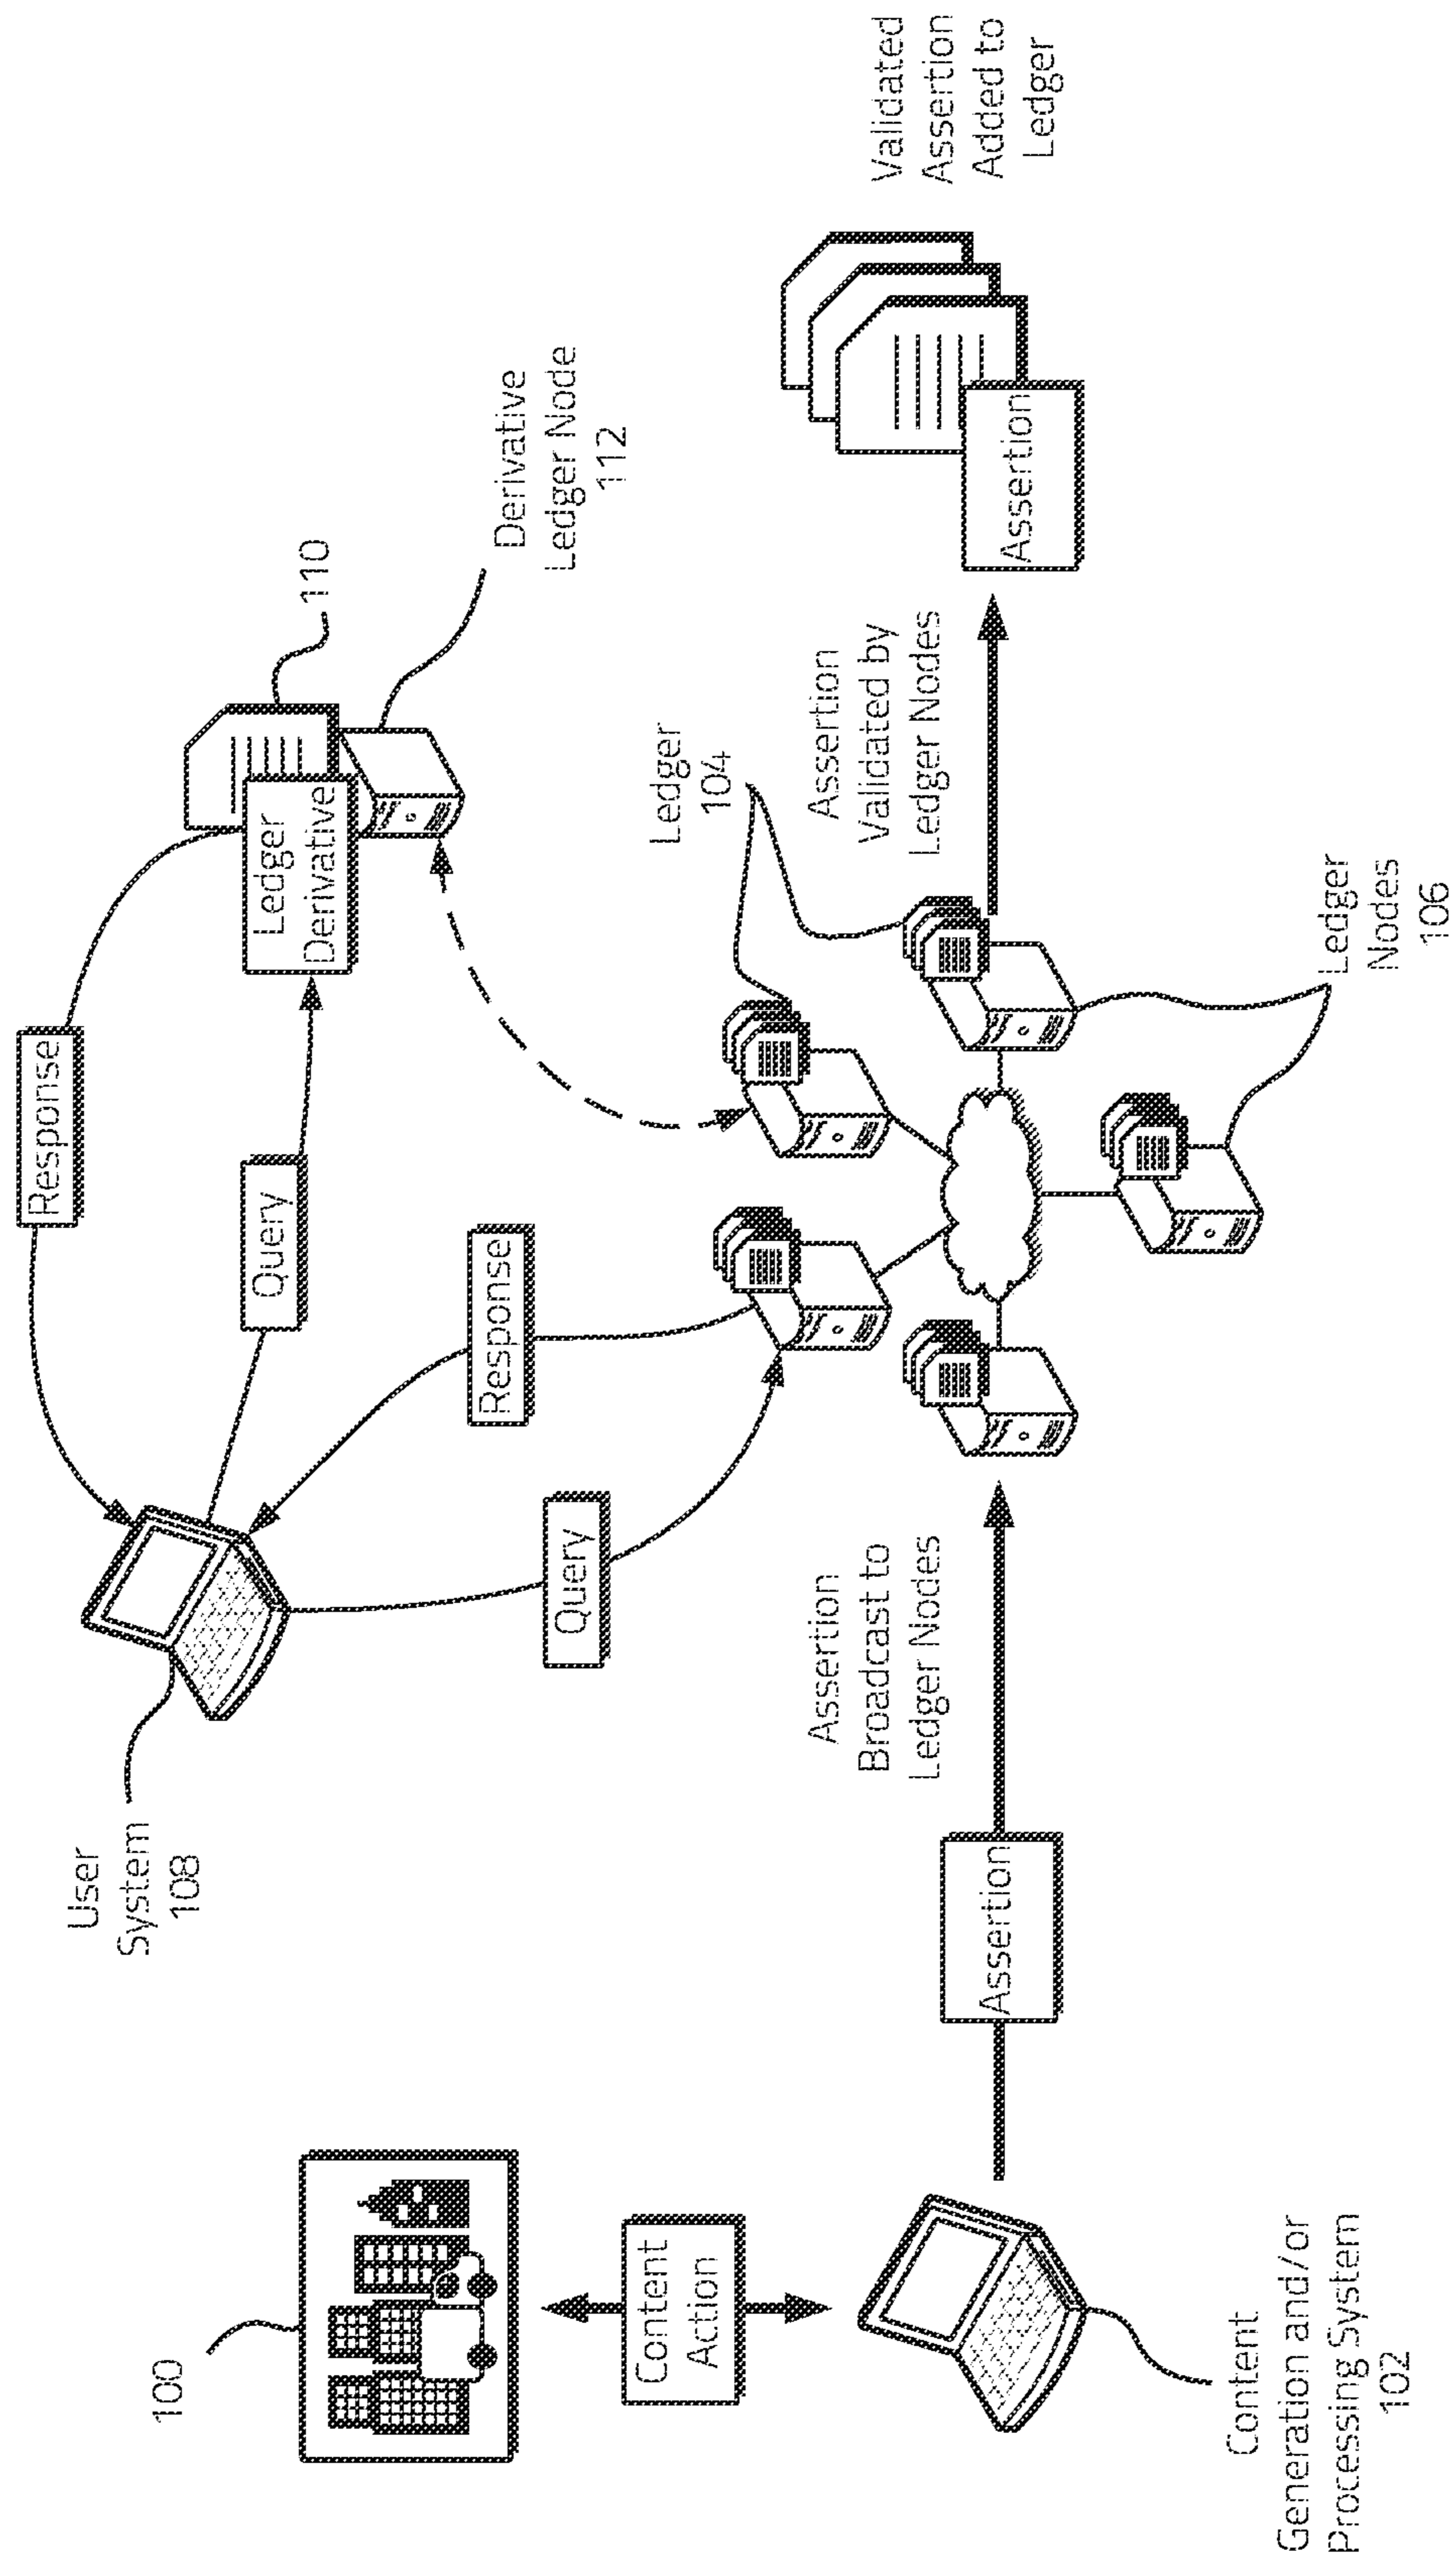 100
Content
Action
Content
Generation and/or
Processing System
102
Assertion
Assertion
Broadcast to
Ledger Nodes
User
System
108
Query
Response
Query
Response
Ledger
Derivative
110
Derivative
Ledger Node
112
Ledger
104
Ledger
Nodes
106
Assertion
Validated by
Ledger Nodes
Assertion
Validated
Assertion
Added to
Ledger